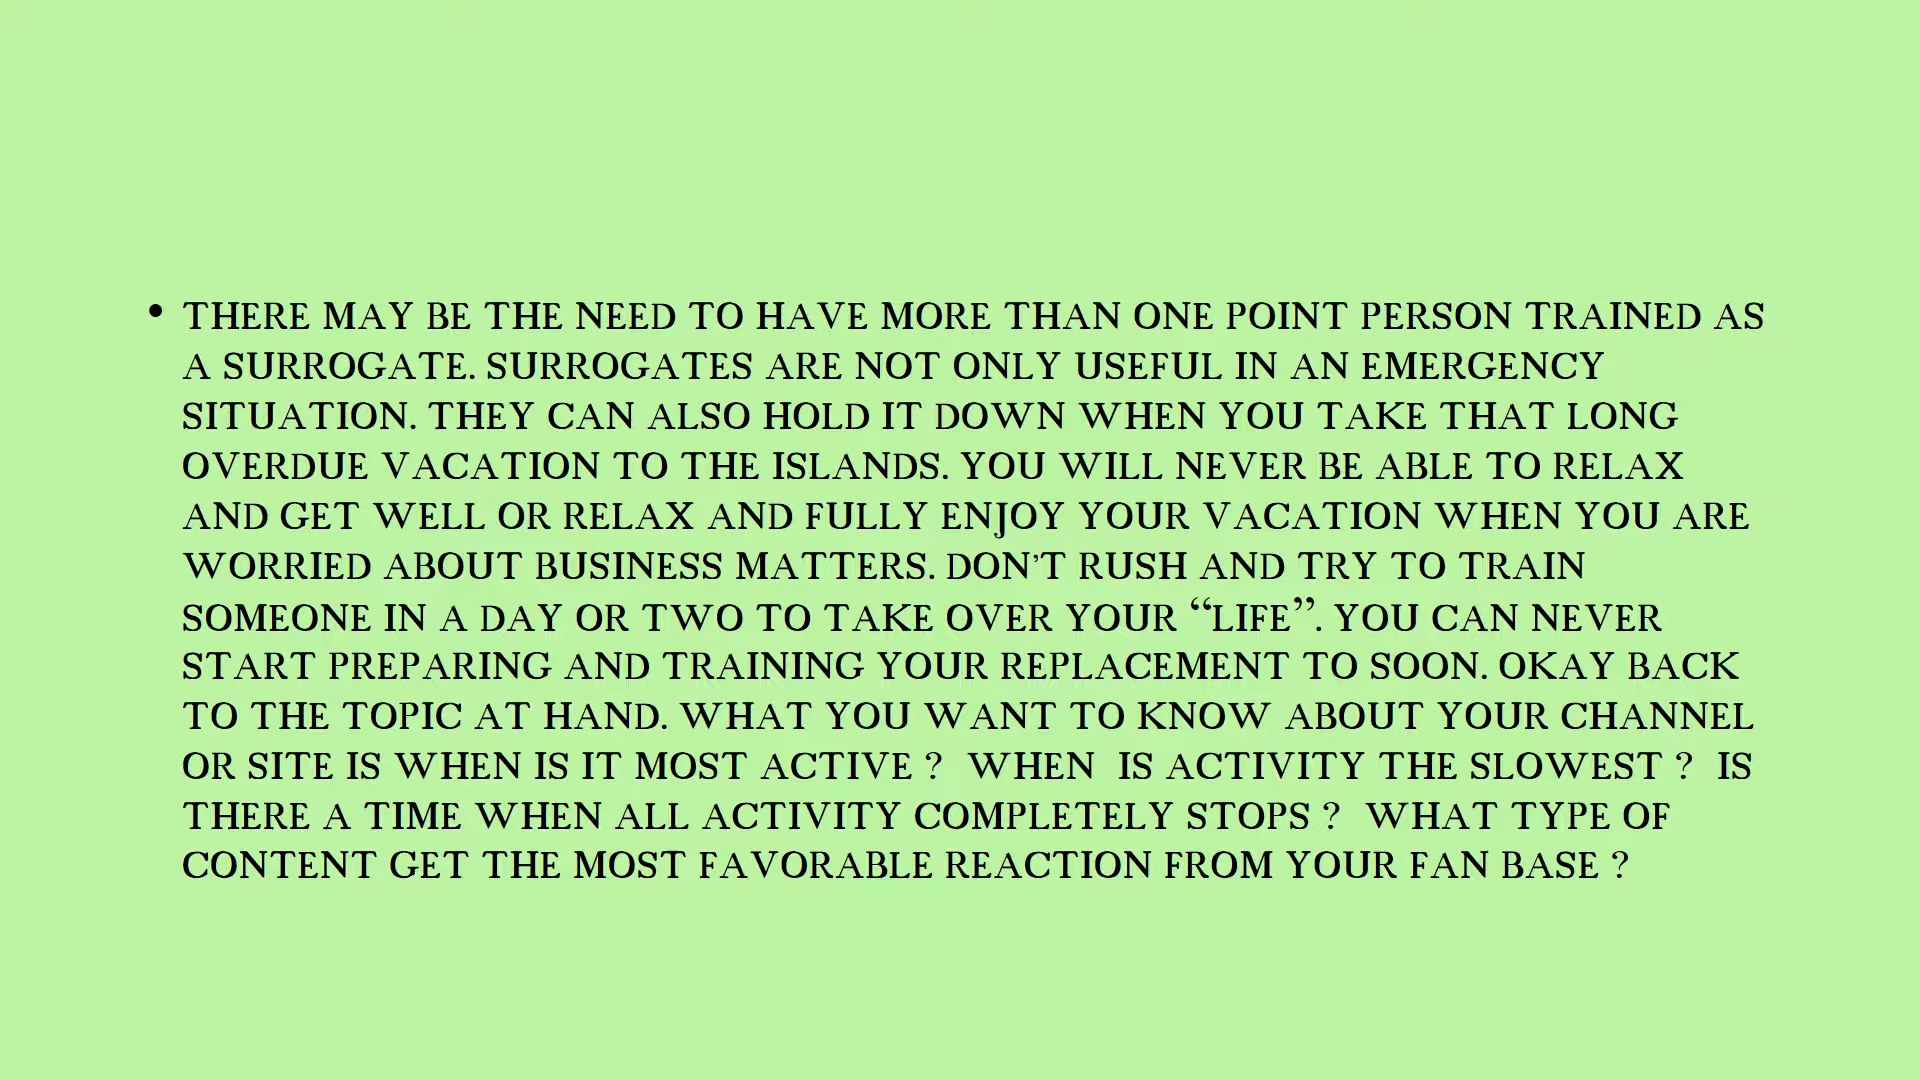 • THERE MAY BE THE NEED TO HAVE MORE THAN ONE POINT PERSON TRAINED AS
A SURROGATE. SURROGATES ARE NOT ONLY USEFUL IN AN EMERGENCY
SITUATION. THEY CAN ALSO HOLD IT DOWN WHEN YOU TAKE THAT LONG
OVERDUE VACATION TO THE ISLANDS. YOU WILL NEVER BE ABLE TO RELAX
AND GET WELL OR RELAX AND FULLY ENJOY YOUR VACATION WHEN YOU ARE
WORRIED ABOUT BUSINESS MATTERS. DON’T RUSH AND TRY TO TRAIN
SOMEONE IN A DAY OR TWO TO TAKE OVER YOUR “LIFE”. YOU CAN NEVER
START PREPARING AND TRAINING YOUR REPLACEMENT TO SOON. OKAY BACK
TO THE TOPIC AT HAND. WHAT YOU WANT TO KNOW ABOUT YOUR CHANNEL
OR SITE IS WHEN IS IT MOST ACTIVE ?  WHEN  IS ACTIVITY THE SLOWEST ?  IS
THERE A TIME WHEN ALL ACTIVITY COMPLETELY STOPS ?  WHAT TYPE OF
CONTENT GET THE MOST FAVORABLE REACTION FROM YOUR FAN BASE ?